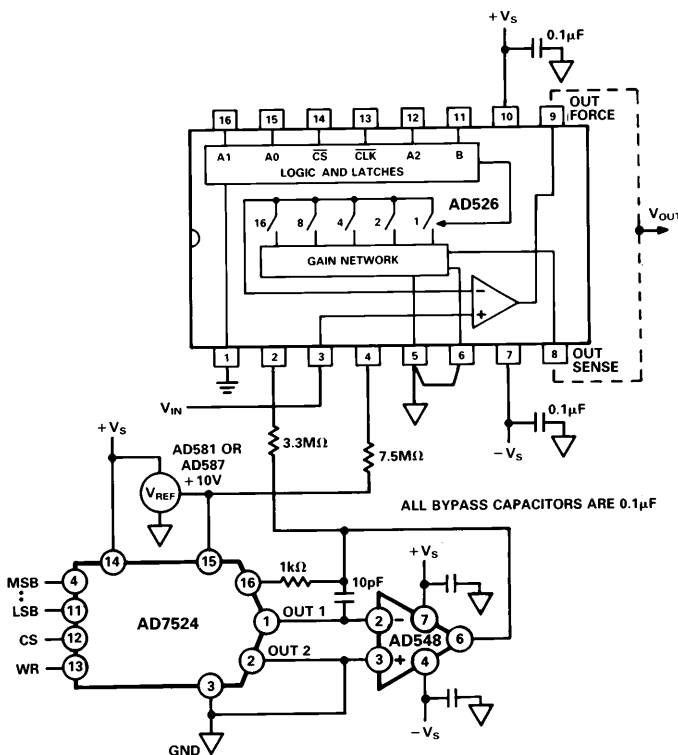 +VS
0.1µF
OUT
FORCE
16 15 14 13 12 11 10 9
A1 A0 CS CLK A2 B
LOGIC AND LATCHES
AD526
16 8 4 2 1
VOUT
GAIN NETWORK
−
+
1 2 3 4 5 6 7 8
OUT
SENSE
VIN
0.1µF
+VS
3.3MΩ
−VS
AD581 OR
AD587
+10V
7.5MΩ
VREF
ALL BYPASS CAPACITORS ARE 0.1µF
14 15
+VS
MSB 4
16
1kΩ
10pF
LSB 11
AD7524
1
OUT 1
2 −
7
AD548
6
CS 12
2
OUT 2
3 +
4
WR 13
3
−VS
GND